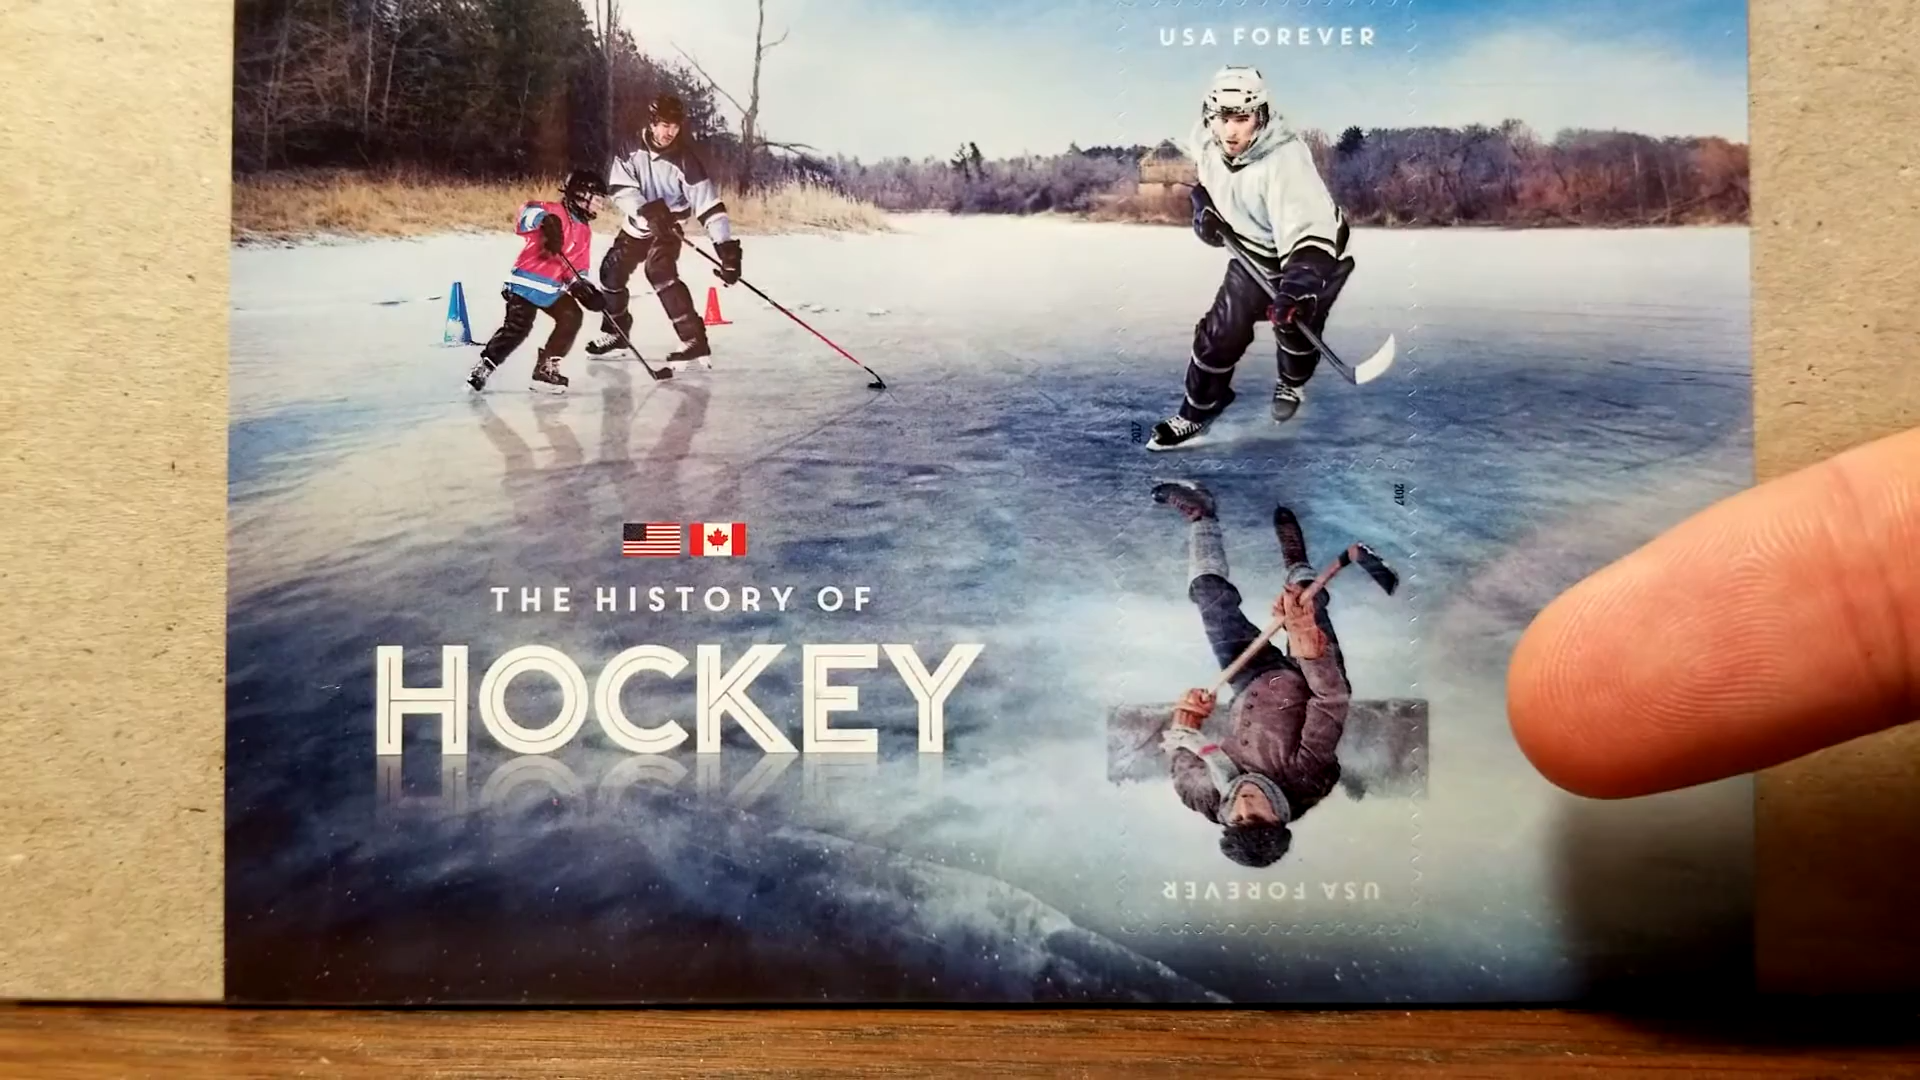 USA FOREVER
2017
2017
THE HISTORY OF
HOCKEY
USA FOREVER